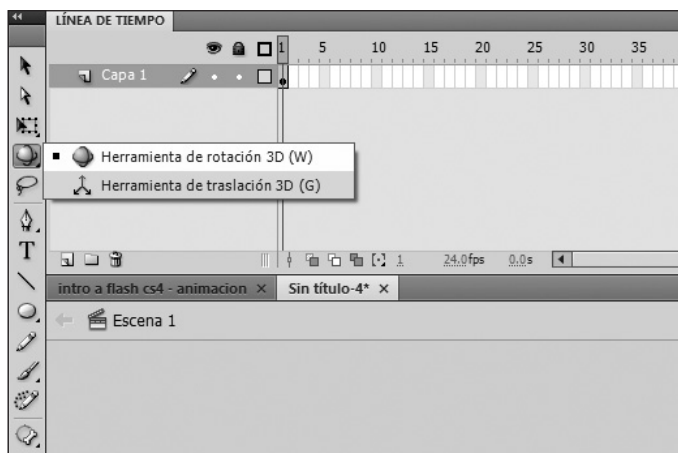 LÍNEA DE TIEMPO
1 5 10 15 20 25 30 35
Capa 1
Herramienta de rotación 3D (W)
Herramienta de traslación 3D (G)
T
1 24.0fps 0.0s
intro a flash cs4 - animacion × Sin título-4* ×
Escena 1